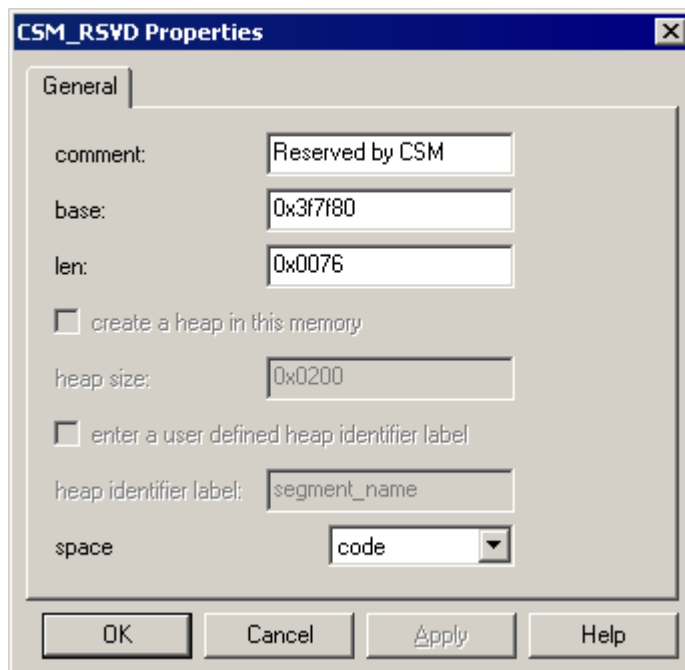 CSM_RSVD Properties
General
comment: Reserved by CSM
base: 0x3f7f80
len: 0x0076
create a heap in this memory
heap size: 0x0200
enter a user defined heap identifier label
heap identifier label: segment_name
space code
OK Cancel Apply Help